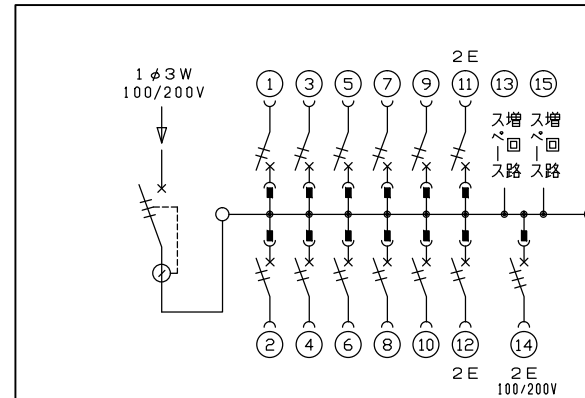 2E
1φ3W
100/200V
① ③ ⑤ ⑦ ⑨ ⑪ ⑬ ⑮
増回路
スペース
増回路
スペース
② ④ ⑥ ⑧ ⑩ ⑫ ⑭
2E 2E
100/200V